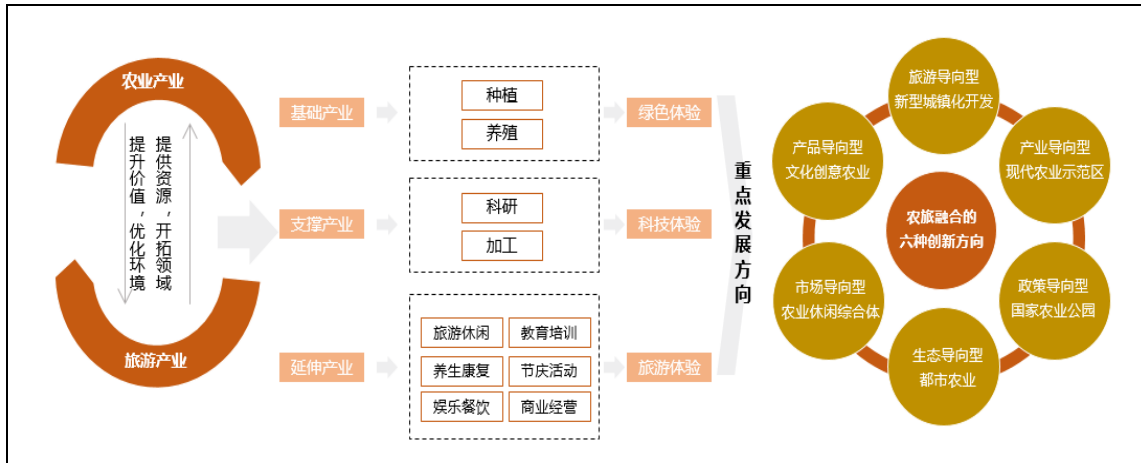 农业产业
提供资源，开拓领域
提升价值，优化环境
旅游产业
基础产业
种植
养殖
绿色体验
支撑产业
科研
加工
科技体验
延伸产业
旅游休闲
教育培训
养生康复
节庆活动
娱乐餐饮
商业经营
旅游体验
重点发展方向
旅游导向型
新型城镇化开发
产品导向型
文化创意农业
产业导向型
现代农业示范区
农旅融合的
六种创新方向
市场导向型
农业休闲综合体
政策导向型
国家农业公园
生态导向型
都市农业